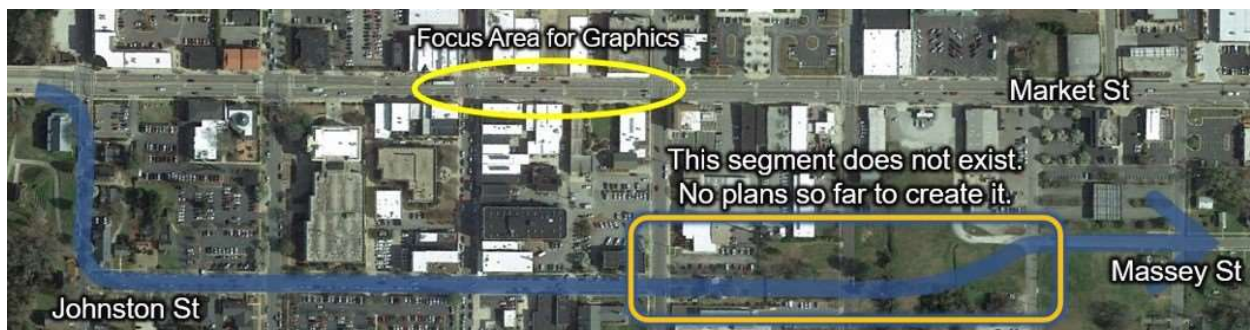 Focus Area for Graphics
Market St
This segment does not exist.
No plans so far to create it.
Johnston St
Massey St